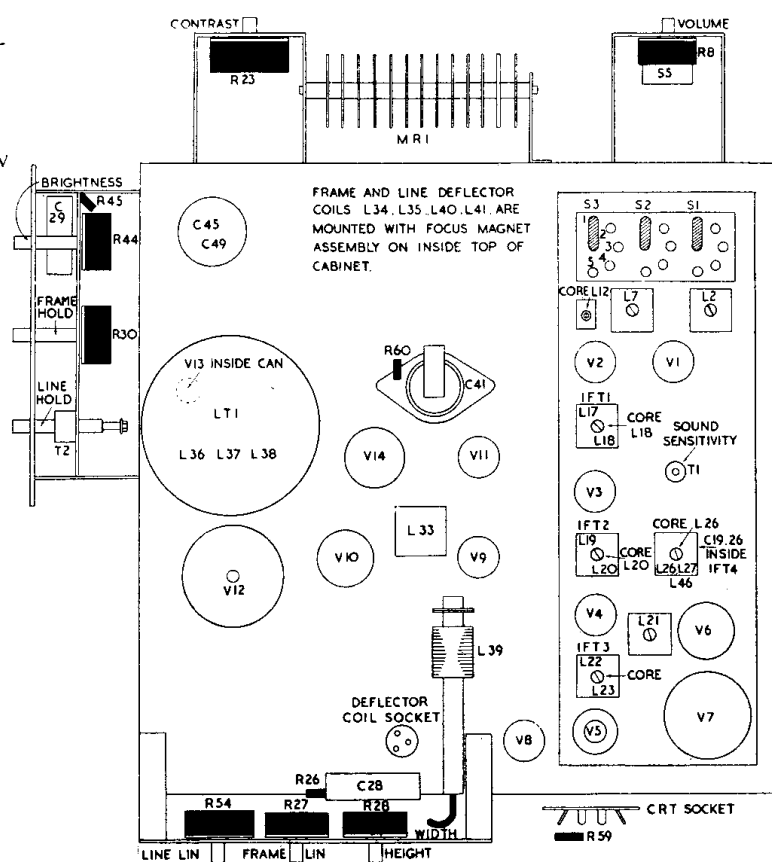 CONTRAST
VOLUME
R23
R8
S5
MR1
BRIGHTNESS
C 29
R45
R44
C45
C49
FRAME AND LINE DEFLECTOR
COILS L34, L35, L40, L41, ARE
MOUNTED WITH FOCUS MAGNET
ASSEMBLY ON INSIDE TOP OF
CABINET.
S3 S2 S1
1
2
3
4
5
CORE L12
L7
L2
FRAME
HOLD
R30
V13 INSIDE CAN
R60
C41
V2
V1
LINE
HOLD
T2
LT1
L36 L37 L38
V14
V11
IFT1
L17
L18
CORE
L18
SOUND
SENSITIVITY
T1
V3
L33
V10
V9
V12
IFT2
L19
L20
CORE
L20
CORE L26
C19.26
INSIDE
IFT4
L26 L27
L46
V4
L21
V6
L39
IFT3
L22
L23
CORE
DEFLECTOR
COIL SOCKET
V8
V5
V7
R26
C28
R54
R27
R28
WIDTH
CRT SOCKET
R59
LINE LIN
FRAME LIN
HEIGHT